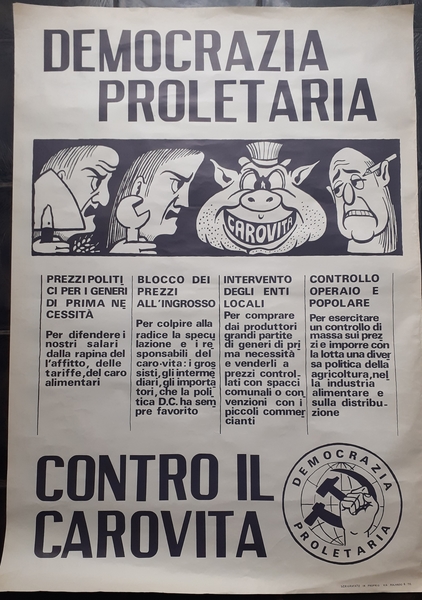 DEMOCRAZIA
PROLETARIA
CAROVITA
PREZZI POLITI
CI PER I GENERI
DI PRIMA NE
CESSITÀ
Per difendere i
nostri salari
dalla rapina del
l'affitto, delle
tariffe, del caro
alimentari
BLOCCO DEI
PREZZI
ALL'INGROSSO
Per colpire alla
radice la specu
lazione e i re
sponsabili del
caro-vita: i gros
sisti, gli interme
diari, gli importa
tori, che la poli
tica D.C. ha sem
pre favorito
INTERVENTO
DEGLI ENTI
LOCALI
Per comprare
dai produttori
grandi partite
di generi di pri
ma necessità
e venderli a
prezzi control-
lati con spacci
comunali o con
venzioni con i
piccoli commer
cianti
CONTROLLO
OPERAIO E
POPOLARE
Per esercitare
un controllo di
massa sui prez
zi e imporre con
la lotta una diver
sa politica della
agricoltura, nel
la industria
alimentare e
sulla distribu-
zione
CONTRO IL
CAROVITA
DEMOCRAZIA
PROLETARIA